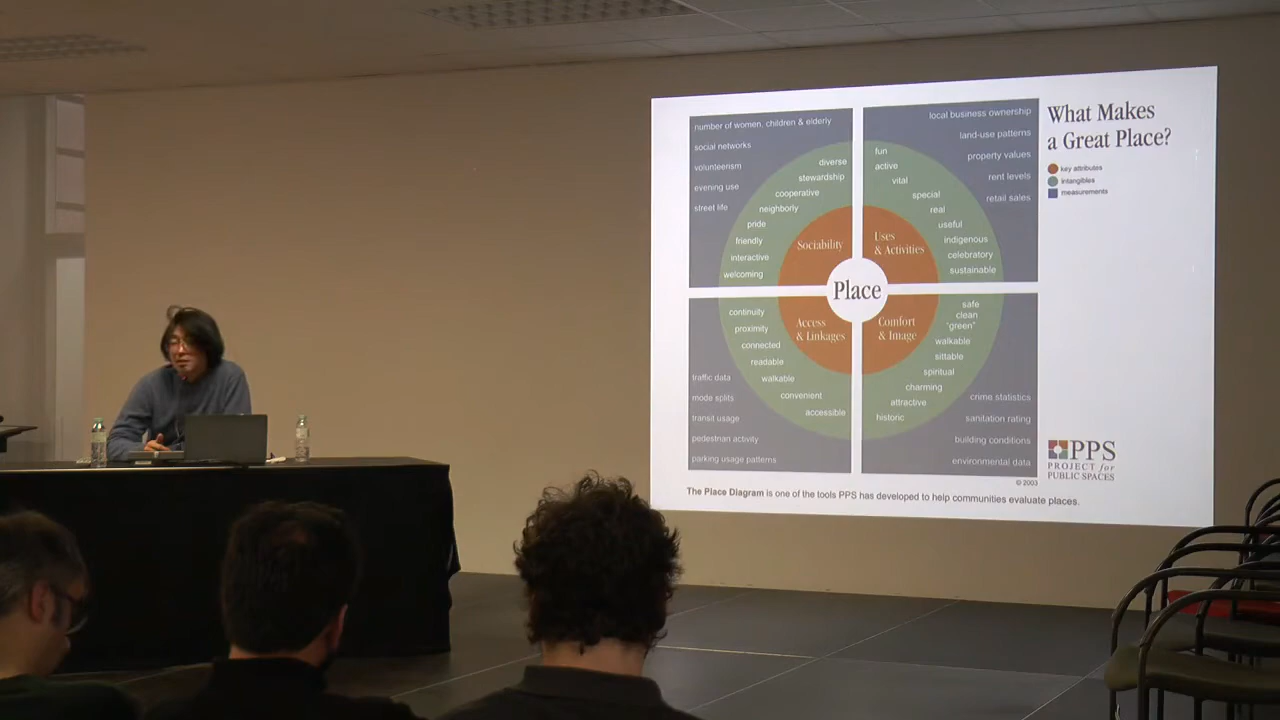 number of women, children & elderly
social networks
volunteerism
evening use
street life
diverse
stewardship
cooperative
neighborly
pride
friendly
interactive
welcoming
Sociability
local business ownership
land-use patterns
property values
rent levels
retail sales
fun
active
vital
special
real
useful
indigenous
celebratory
sustainable
Uses
& Activities
Place
continuity
proximity
connected
readable
walkable
convenient
accessible
Access
& Linkages
traffic data
mode splits
transit usage
pedestrian activity
parking usage patterns
Comfort
& Image
safe
clean
"green"
walkable
sittable
spiritual
charming
attractive
historic
crime statistics
sanitation rating
building conditions
environmental data
What Makes
a Great Place?
key attributes
intangibles
measurements
PPS
PROJECT for
PUBLIC SPACES
© 2003
The Place Diagram is one of the tools PPS has developed to help communities evaluate places.